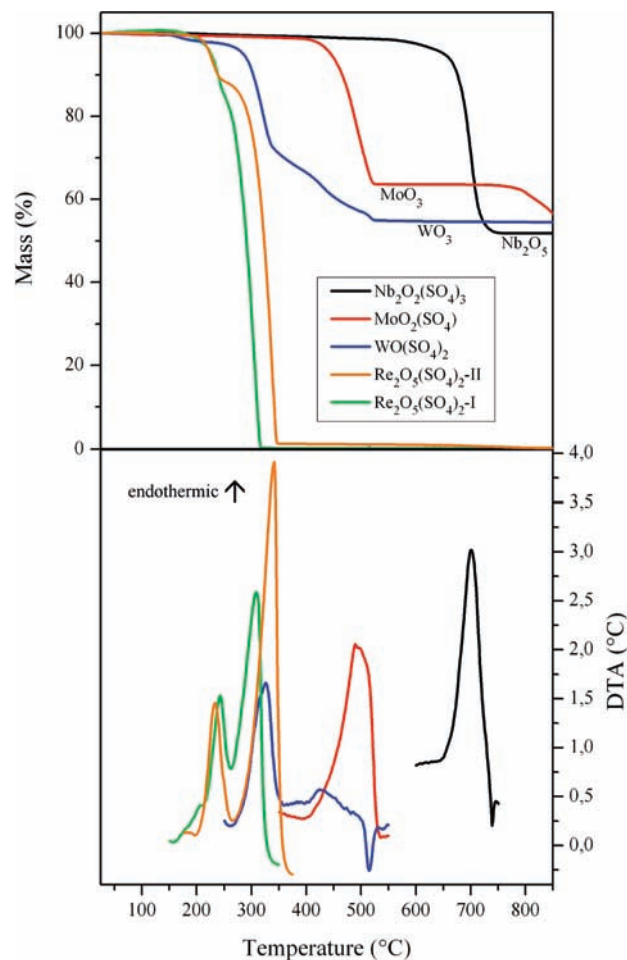 100
80
60
40
20
0
Mass (%)
MoO3
WO3
Nb2O5
Nb2O2(SO4)3
MoO2(SO4)
WO(SO4)2
Re2O5(SO4)2-II
Re2O5(SO4)2-I
endothermic ↑
4,0
3,5
3,0
2,5
2,0
1,5
1,0
0,5
0,0
DTA (°C)
100 200 300 400 500 600 700 800
Temperature (°C)